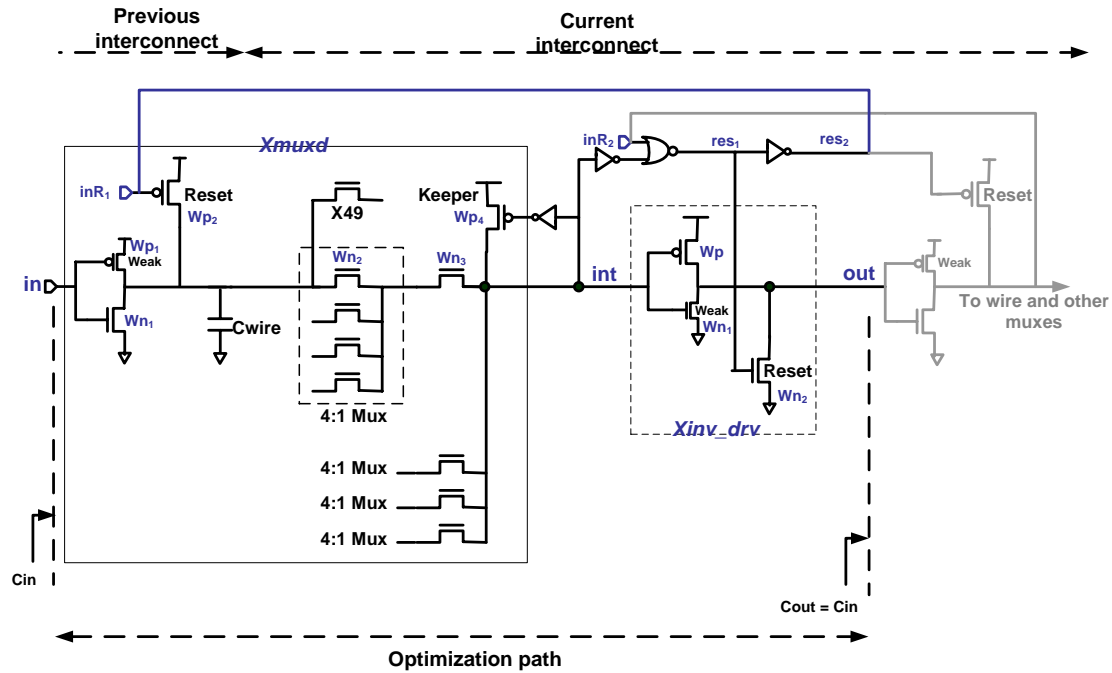 Previous
interconnect
Current
interconnect
Xmuxd
inR1
Reset
Wp2
Wp1
Weak
in
Wn1
Cwire
X49
Wn2
4:1 Mux
Keeper
Wp4
Wn3
4:1 Mux
4:1 Mux
4:1 Mux
inR2
res1
res2
int
Wp
Weak
Wn1
Reset
Wn2
Xinv_drv
out
Reset
Weak
To wire and other
muxes
Cin
Cout = Cin
Optimization path